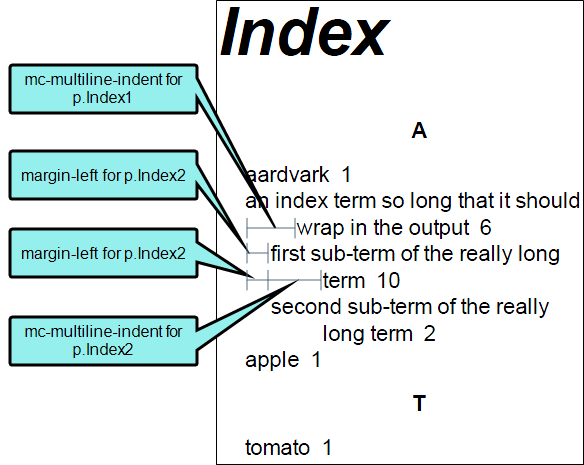 Index
mc-multiline-indent for
p.Index1
margin-left for p.Index2
margin-left for p.Index2
mc-multiline-indent for
p.Index2
A
aardvark 1
an index term so long that it should
wrap in the output 6
first sub-term of the really long
term 10
second sub-term of the really
long term 2
apple 1
T
tomato 1